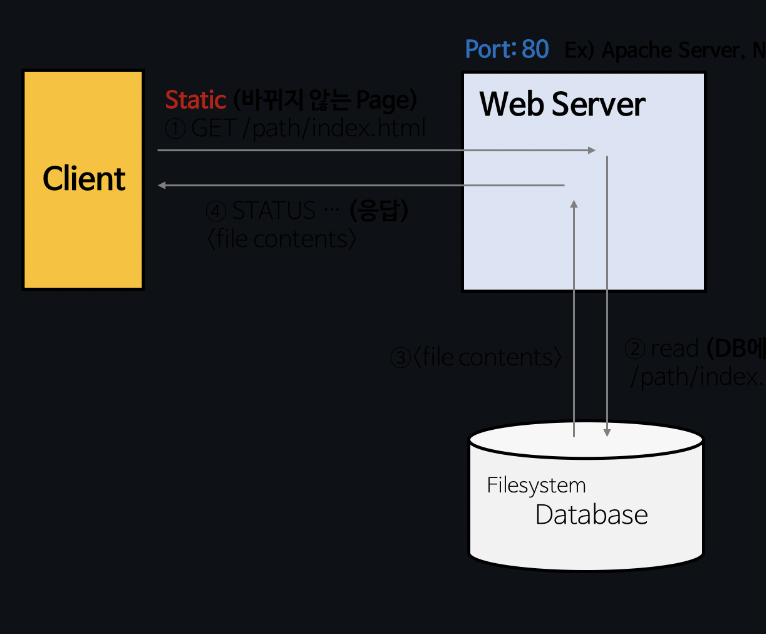 Port: 80 Ex) Apache Server,
Static (바뀌지 않는 Page)
① GET /path/index.html
Web Server
Client
④ STATUS … (응답)
〈file contents〉
③〈file contents〉
② read (DB에
/path/index.
Filesystem
Database